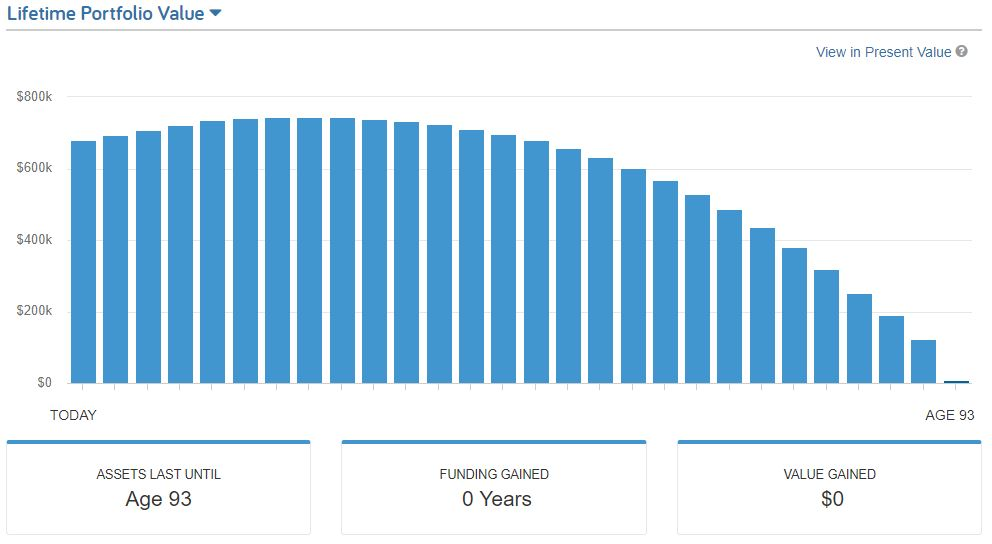 Lifetime Portfolio Value
View in Present Value ?
$800k
$600k
$400k
$200k
$0
TODAY
AGE 93
ASSETS LAST UNTIL
Age 93
FUNDING GAINED
0 Years
VALUE GAINED
$0